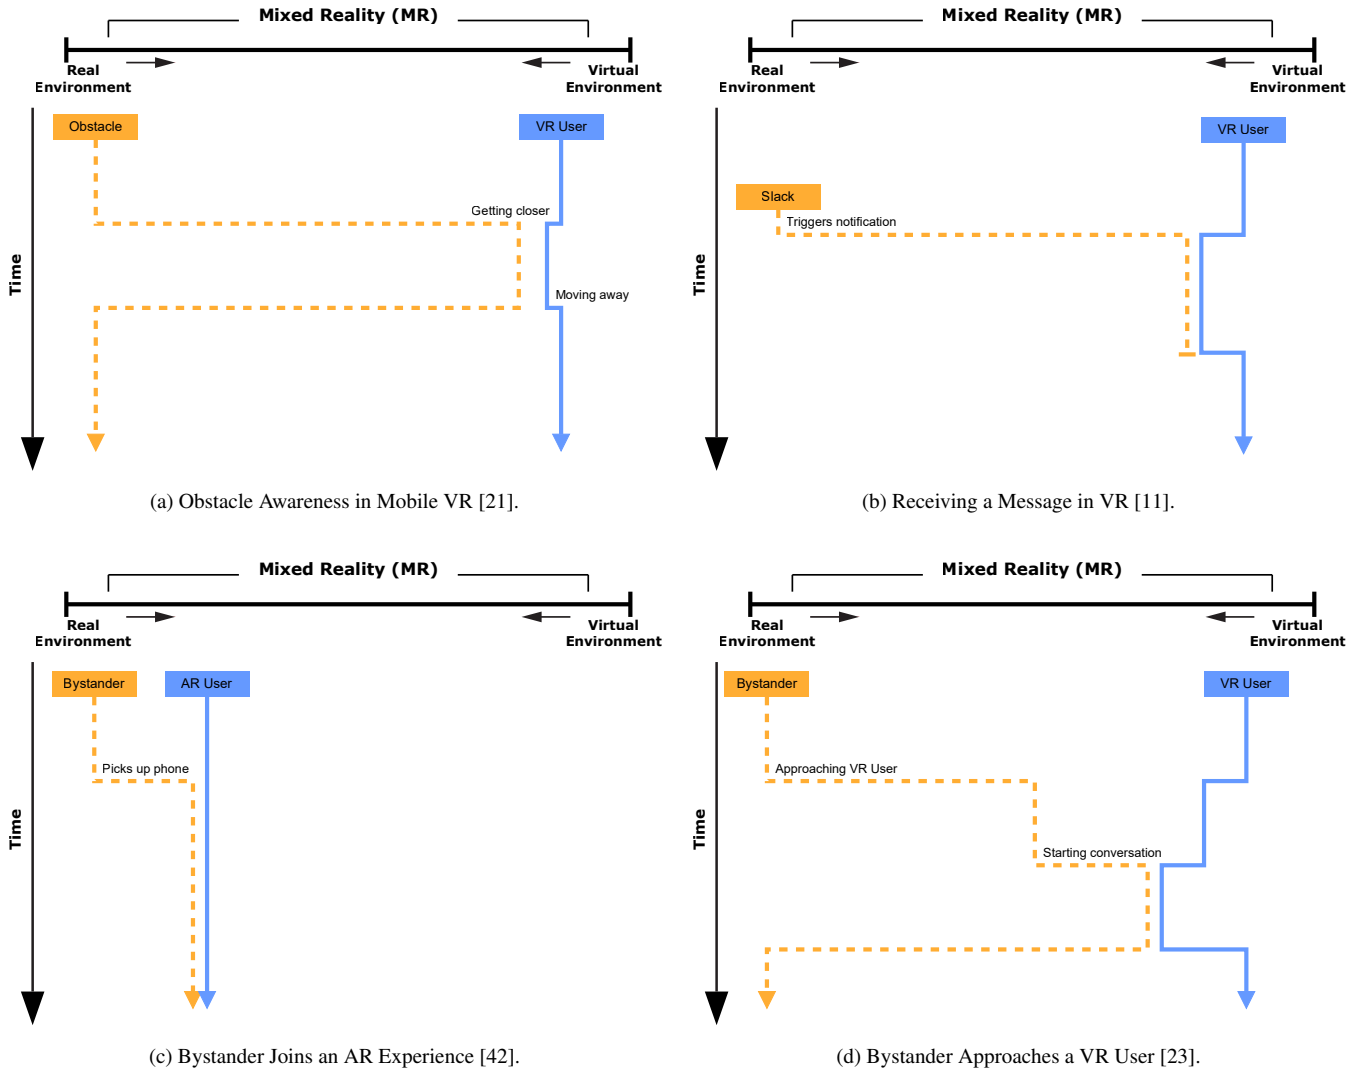 Mixed Reality (MR)
Real
Environment
Virtual
Environment
Time
Obstacle
VR User
Getting closer
Moving away
(a) Obstacle Awareness in Mobile VR [21].
Mixed Reality (MR)
Real
Environment
Virtual
Environment
Time
VR User
Slack
Triggers notification
(b) Receiving a Message in VR [11].
Mixed Reality (MR)
Real
Environment
Virtual
Environment
Time
Bystander
AR User
Picks up phone
(c) Bystander Joins an AR Experience [42].
Mixed Reality (MR)
Real
Environment
Virtual
Environment
Time
Bystander
VR User
Approaching VR User
Starting conversation
(d) Bystander Approaches a VR User [23].